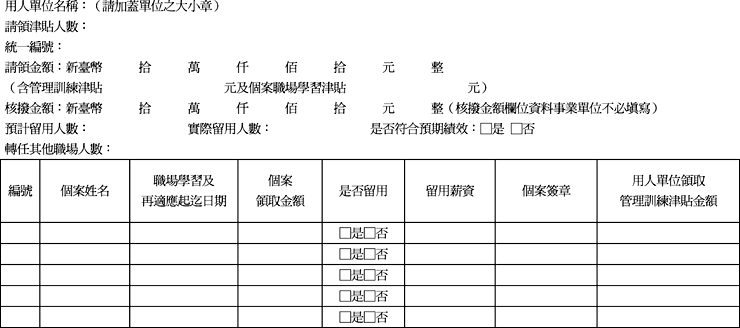 用人單位名稱：（請加蓋單位之大小章）
請領津貼人數：
統一編號：
請領金額：新臺幣　　拾　　萬　　仟　　佰　　拾　　元　　整
（含管理訓練津貼　　　　　　　　元及個案職場學習津貼　　　　　　　　元）
核撥金額：新臺幣　　拾　　萬　　仟　　佰　　拾　　元　　整（核撥金額欄位資料事業單位不必填寫）
預計留用人數：　　　　　　實際留用人數：　　　　　　是否符合預期績效：□是 □否
轉任其他職場人數：
編號　個案姓名　職場學習及再適應起迄日期　個案領取金額　是否留用　留用薪資　個案簽章　用人單位領取管理訓練津貼金額
□是□否
□是□否
□是□否
□是□否
□是□否